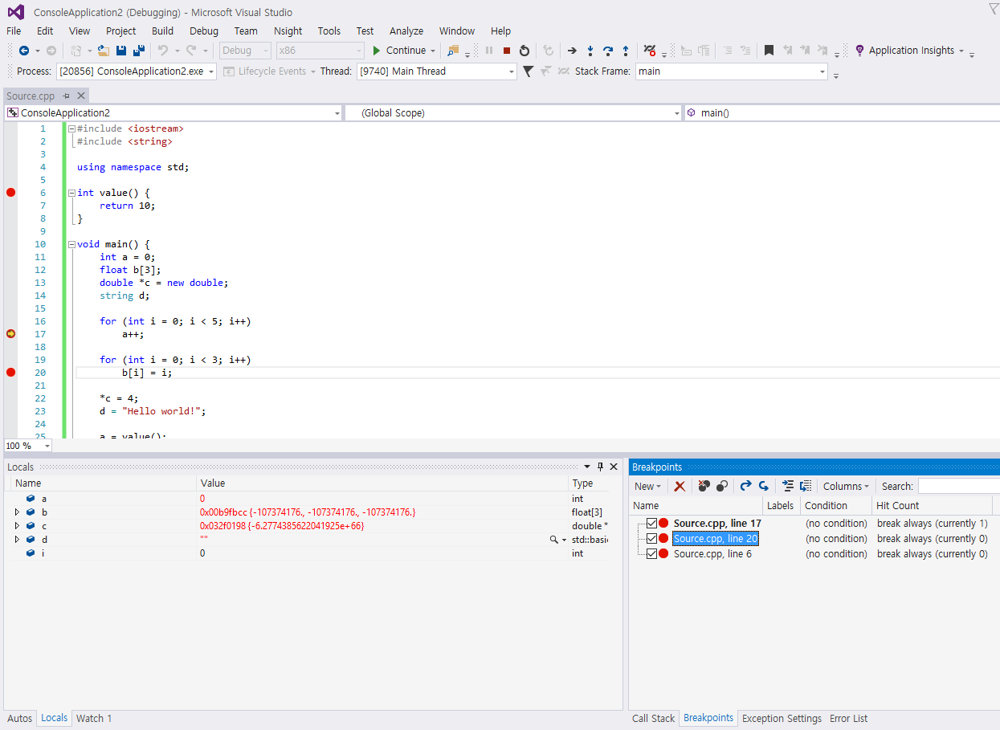 ConsoleApplication2 (Debugging) - Microsoft Visual Studio
File Edit View Project Build Debug Team Nsight Tools Test Analyze Window Help
Debug x86 Continue Application Insights
Process: [20856] ConsoleApplication2.exe Lifecycle Events Thread: [9740] Main Thread Stack Frame: main
Source.cpp
ConsoleApplication2 (Global Scope) main()
1 #include <iostream>
2 #include <string>
3
4 using namespace std;
5
6 int value() {
7 return 10;
8 }
9
10 void main() {
11 int a = 0;
12 float b[3];
13 double *c = new double;
14 string d;
15
16 for (int i = 0; i < 5; i++)
17 a++;
18
19 for (int i = 0; i < 3; i++)
20 b[i] = i;
21
22 *c = 4;
23 d = "Hello world!";
24
25 a = value();
100 %
Locals
Name Value Type
a 0 int
b 0x00b9fbcc {-107374176., -107374176., -107374176.} float[3]
c 0x032f0198 {-6.2774385622041925e+66} double *
d "" std::basic
i 0 int
Autos Locals Watch 1
Breakpoints
New Columns Search:
Name Labels Condition Hit Count
Source.cpp, line 17 (no condition) break always (currently 1)
Source.cpp, line 20 (no condition) break always (currently 0)
Source.cpp, line 6 (no condition) break always (currently 0)
Call Stack Breakpoints Exception Settings Error List